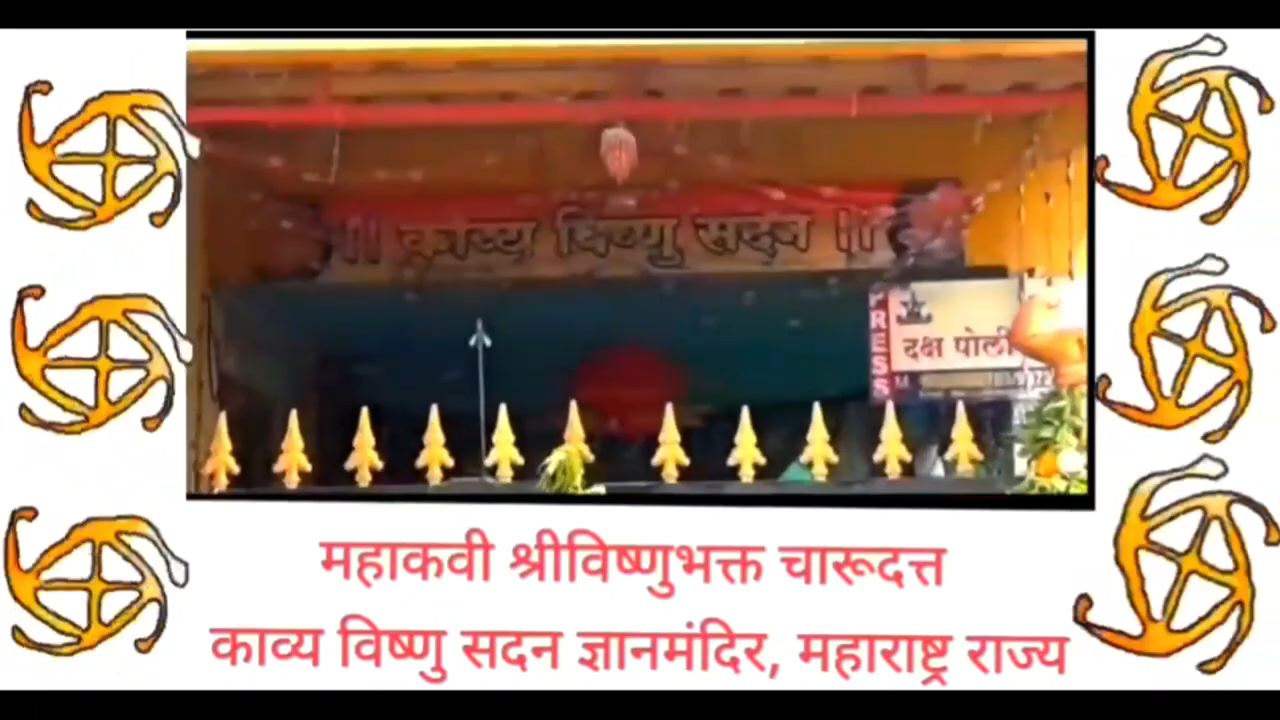 ॥ काव्य विष्णु सदन ॥
PRESS
दक्ष
महाकवी श्रीविष्णुभक्त चारूदत्त
काव्य विष्णु सदन ज्ञानमंदिर, महाराष्ट्र राज्य